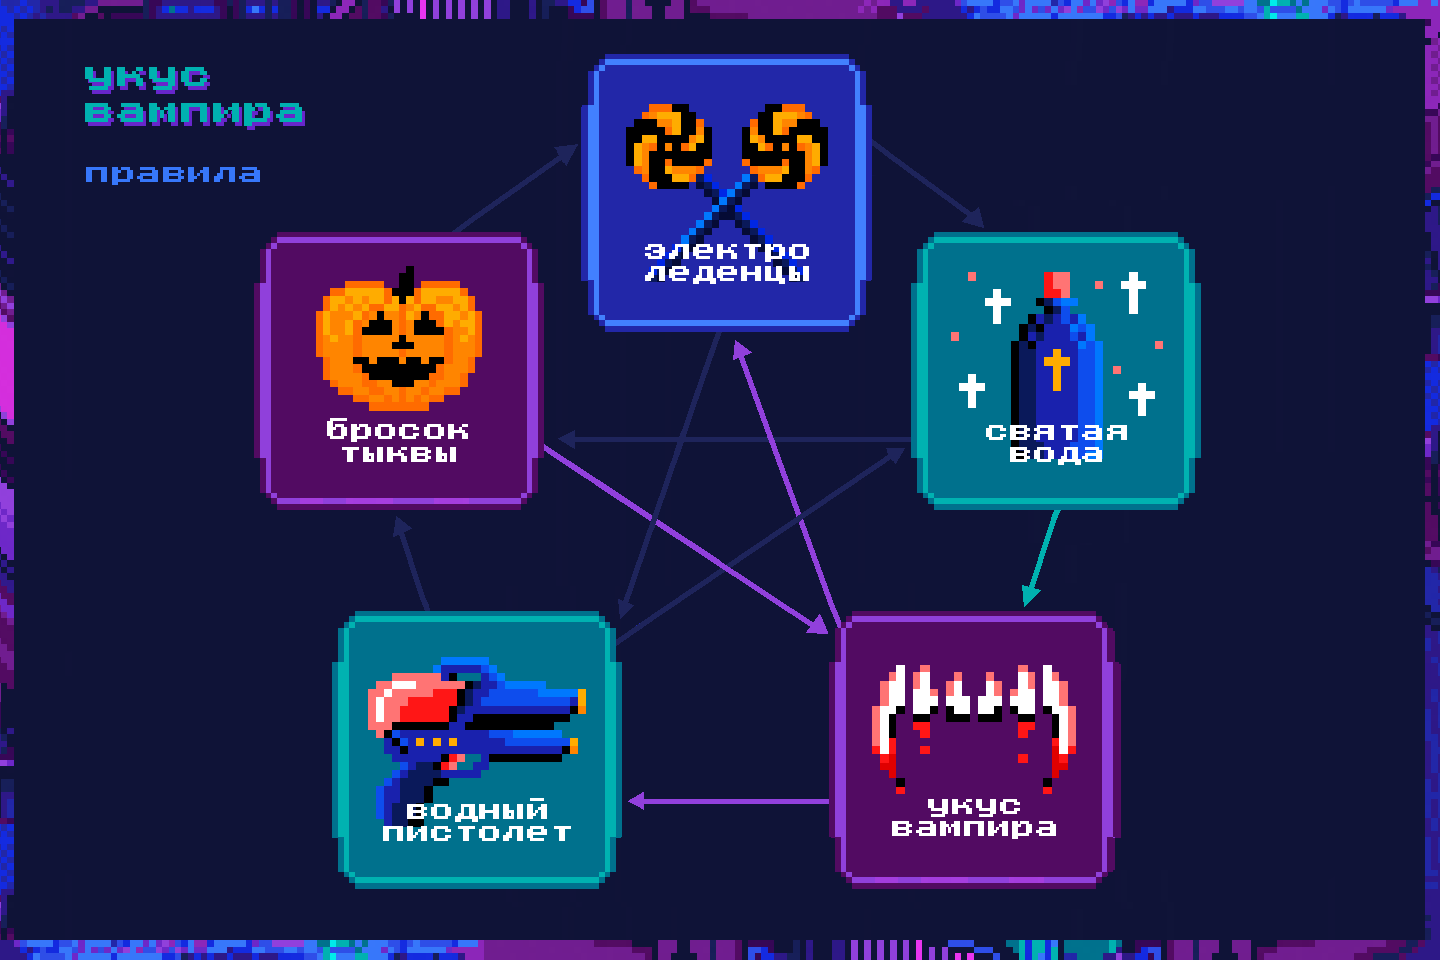 укус
вампира
правила
электро
леденцы
бросок
тыквы
святая
вода
водный
пистолет
укус
вампира